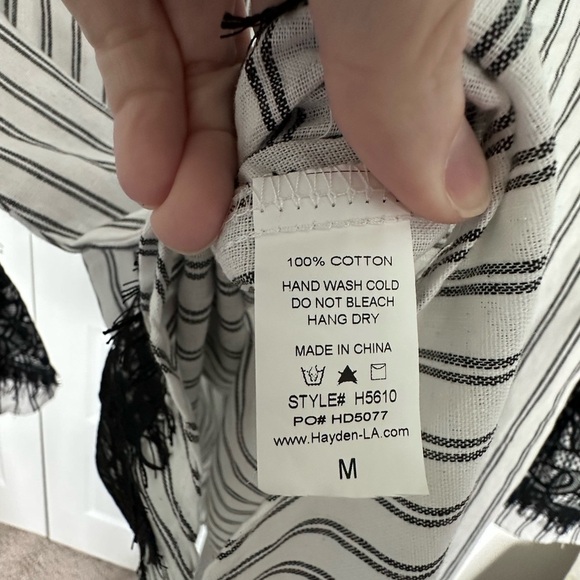 100% COTTON
HAND WASH COLD
DO NOT BLEACH
HANG DRY
MADE IN CHINA
STYLE# H5610
PO# HD5077
www.Hayden-LA.com
M